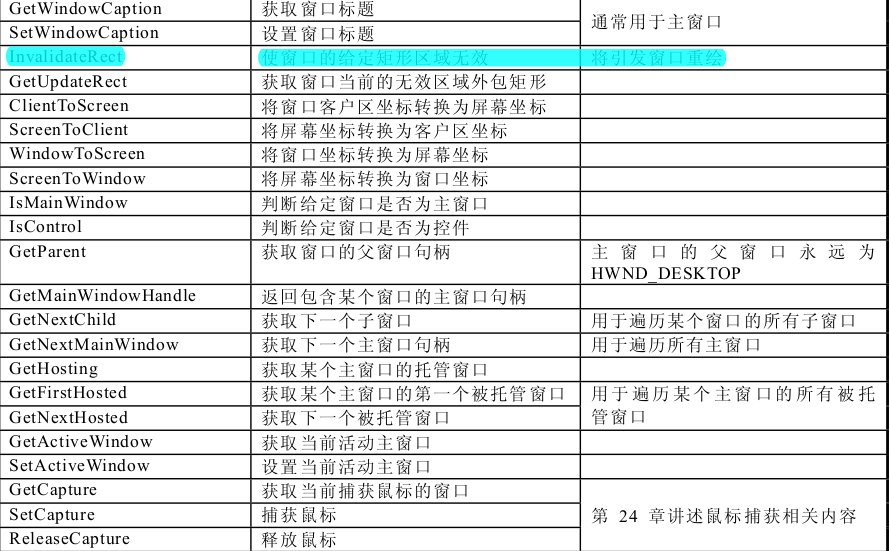 GetWindowCaption 获取窗口标题 通常用于主窗口
SetWindowCaption 设置窗口标题
InvalidateRect 使窗口的给定矩形区域无效 将引发窗口重绘
GetUpdateRect 获取窗口当前的无效区域外包矩形
ClientToScreen 将窗口客户区坐标转换为屏幕坐标
ScreenToClient 将屏幕坐标转换为客户区坐标
WindowToScreen 将窗口坐标转换为屏幕坐标
ScreenToWindow 将屏幕坐标转换为窗口坐标
IsMainWindow 判断给定窗口是否为主窗口
IsControl 判断给定窗口是否为控件
GetParent 获取窗口的父窗口句柄 主窗口的父窗口永远为
HWND_DESKTOP
GetMainWindowHandle 返回包含某个窗口的主窗口句柄
GetNextChild 获取下一个子窗口 用于遍历某个窗口的所有子窗口
GetNextMainWindow 获取下一个主窗口句柄 用于遍历所有主窗口
GetHosting 获取某个主窗口的托管窗口
GetFirstHosted 获取某个主窗口的第一个被托管窗口 用于遍历某个主窗口的所有被托
GetNextHosted 获取下一个被托管窗口 管窗口
GetActiveWindow 获取当前活动主窗口
SetActiveWindow 设置当前活动主窗口
GetCapture 获取当前捕获鼠标的窗口
SetCapture 捕获鼠标 第 24 章讲述鼠标捕获相关内容
ReleaseCapture 释放鼠标